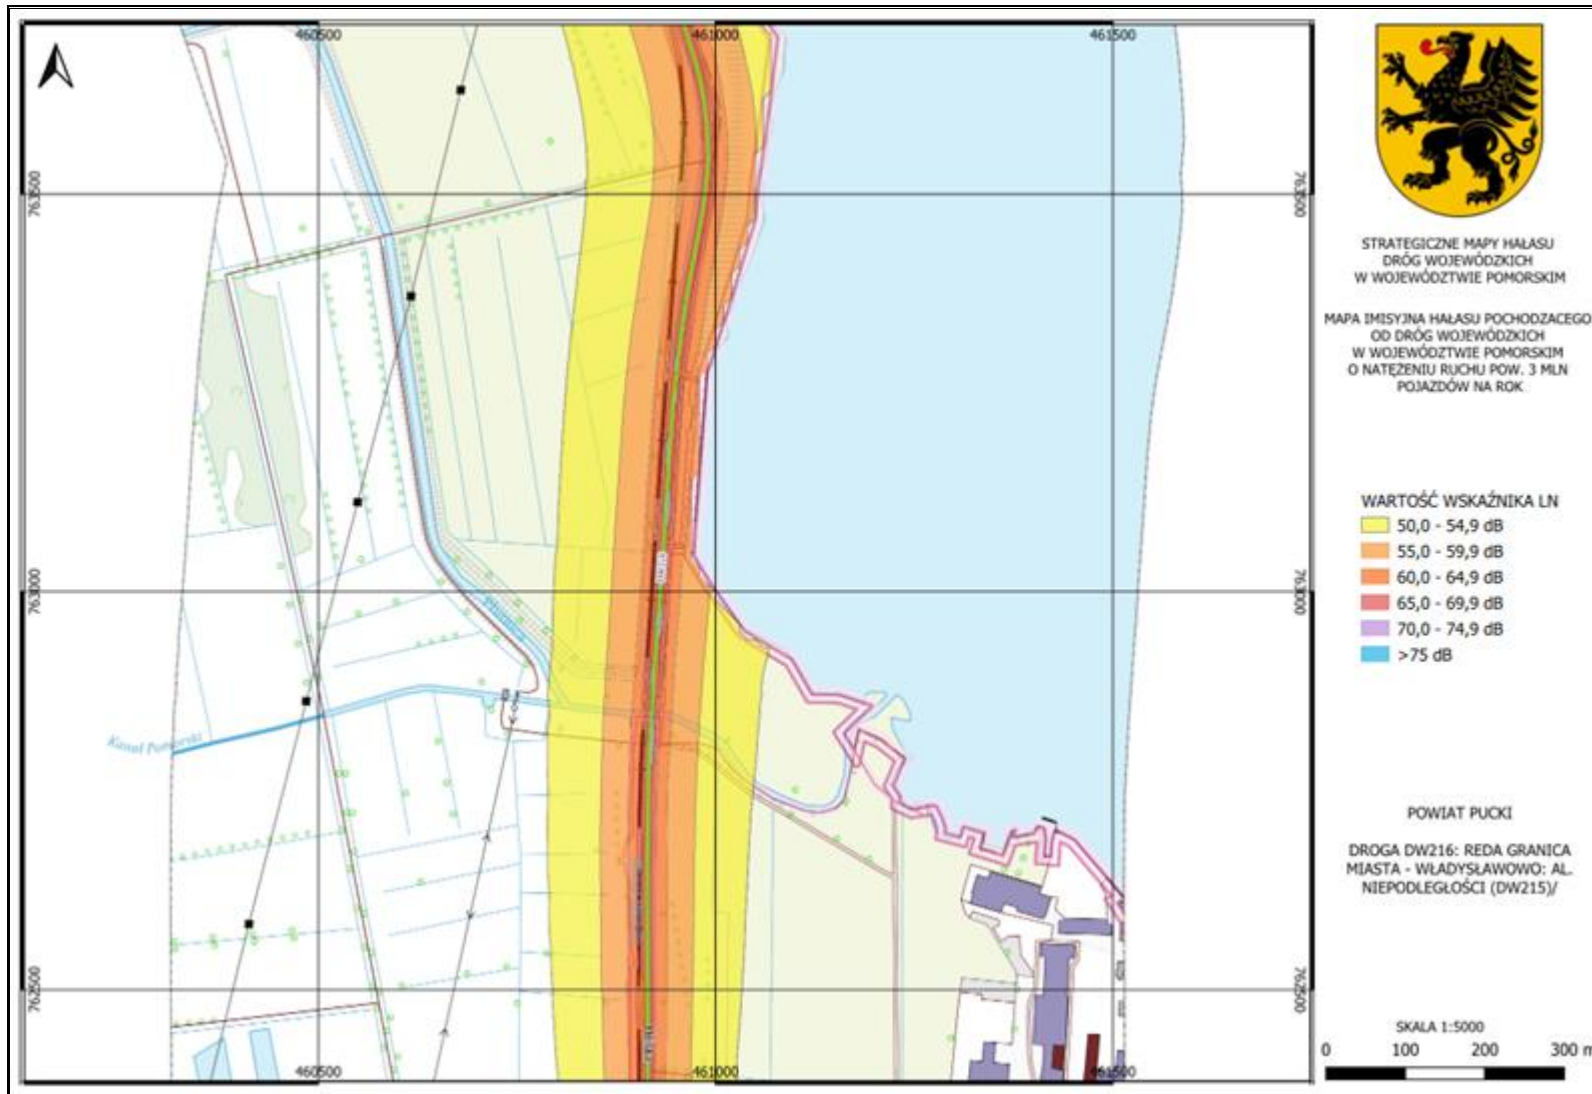 460500
461000
461500
763500
763500
763000
763000
762500
762500
Kanał Pomorski
460500
461000
461500
STRATEGICZNE MAPY HAŁASU
DRÓG WOJEWÓDZKICH
W WOJEWÓDZTWIE POMORSKIM
MAPA IMISYJNA HAŁASU POCHODZACEGO
OD DRÓG WOJEWÓDZKICH
W WOJEWÓDZTWIE POMORSKIM
O NATĘŻENIU RUCHU POW. 3 MLN
POJAZDÓW NA ROK
WARTOŚĆ WSKAŹNIKA LN
50,0 - 54,9 dB
55,0 - 59,9 dB
60,0 - 64,9 dB
65,0 - 69,9 dB
70,0 - 74,9 dB
>75 dB
POWIAT PUCKI
DROGA DW216: REDA GRANICA
MIASTA - WŁADYSŁAWOWO: AL.
NIEPODLEGŁOŚCI (DW215)/
SKALA 1:5000
0 100 200 300 m